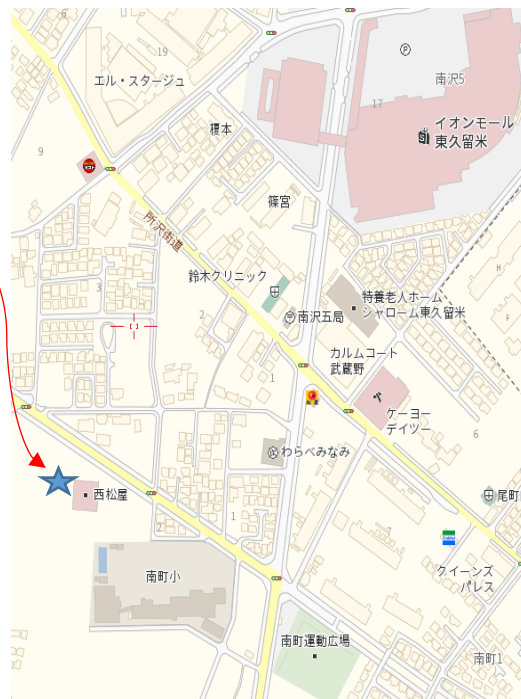 6
19
エル・スタージュ
P
南沢5
17
イオンモール
東久留米
榎本
9
篠宮
所沢街道
鈴木クリニック
3
2
南沢五局
特養老人ホーム
シャローム東久留米
カルムコート
武蔵野
1
ケーヨー
デイツー
H
F
6
わらべみなみ
西松屋
1
2
7
尾町
南町小
クイーンズ
パレス
南町運動広場
南町1